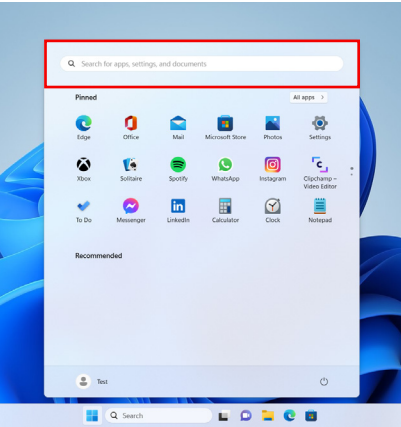 Search for apps, settings, and documents
Pinned
All apps >
Edge Office Mail Microsoft Store Photos Settings
Xbox Solitaire Spotify WhatsApp Instagram Clipchamp –
Video Editor
To Do Messenger LinkedIn Calculator Clock Notepad
Recommended
Test
Search